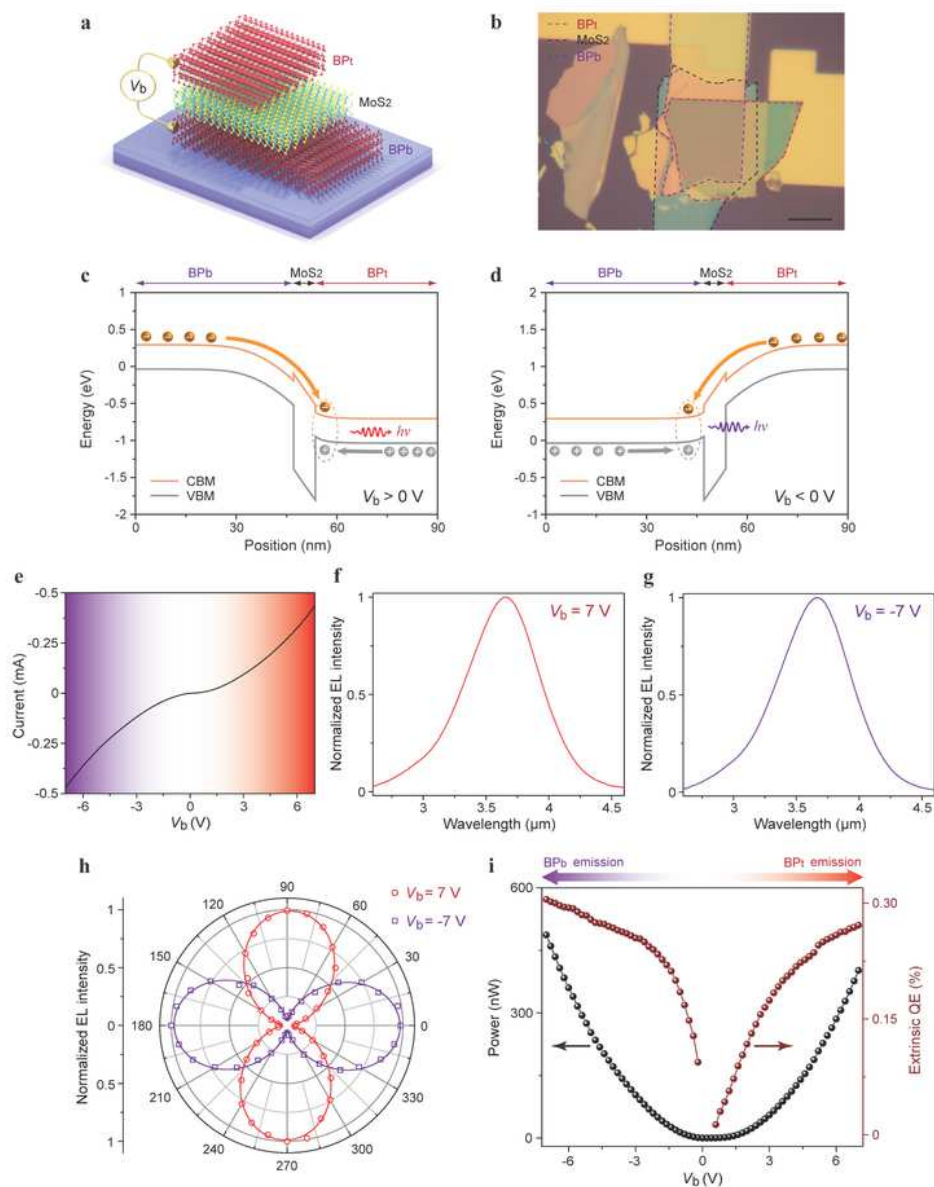 a
BPt
Vb
MoS2
BPb
b
BPt
MoS2
BPb
c
BPb
MoS2
BPt
1
0.5
0
-0.5
-1.0
-1.5
-2
Energy (eV)
hν
CBM
VBM
Vb > 0 V
0
30
60
90
Position (nm)
d
BPb
MoS2
BPt
2
1.5
1.0
0.5
0
-0.5
-1
Energy (eV)
hν
CBM
VBM
Vb < 0 V
0
30
60
90
Position (nm)
e
-0.5
-0.25
0
-0.25
-0.5
Current (mA)
-6
-3
0
3
6
Vb (V)
f
Vb = 7 V
1
0.5
0
Normalized EL intensity
3
3.5
4
4.5
Wavelength (μm)
g
Vb = -7 V
1
0.5
0
Normalized EL intensity
3
3.5
4
4.5
Wavelength (μm)
h
Vb = 7 V
Vb = -7 V
1
0.5
0
0.5
1
Normalized EL intensity
90
120
60
150
30
180
0
210
330
240
300
270
i
BPb emission
BPt emission
600
300
0
Power (nW)
0.30
0.15
0
Extrinsic QE (%)
-6
-3
0
3
6
Vb (V)